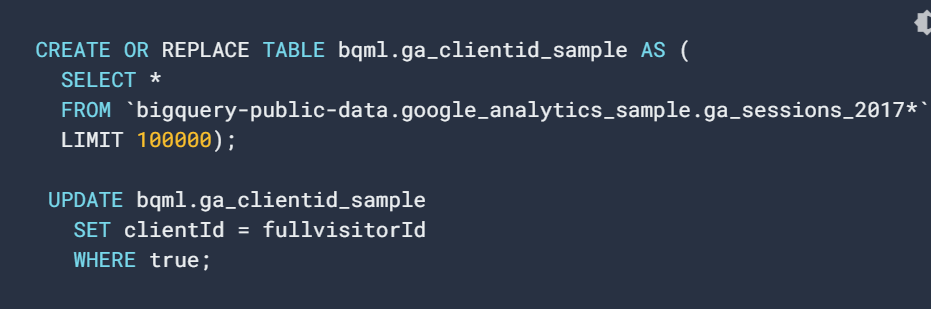 CREATE OR REPLACE TABLE bqml.ga_clientid_sample AS (
SELECT *
FROM `bigquery-public-data.google_analytics_sample.ga_sessions_2017*`
LIMIT 100000);
UPDATE bqml.ga_clientid_sample
SET clientId = fullvisitorId
WHERE true;